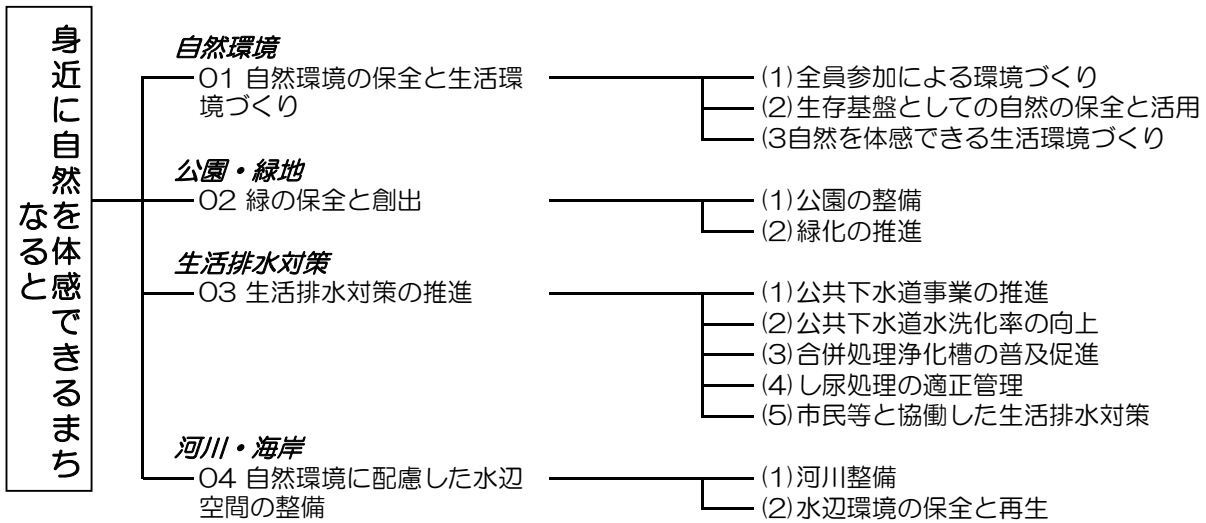 身近に自然を体感できるまち
なると
自然環境
01 自然環境の保全と生活環
境づくり
(1)全員参加による環境づくり
(2)生存基盤としての自然の保全と活用
(3自然を体感できる生活環境づくり
公園・緑地
02 緑の保全と創出
(1)公園の整備
(2)緑化の推進
生活排水対策
03 生活排水対策の推進
(1)公共下水道事業の推進
(2)公共下水道水洗化率の向上
(3)合併処理浄化槽の普及促進
(4)し尿処理の適正管理
(5)市民等と協働した生活排水対策
河川・海岸
04 自然環境に配慮した水辺
空間の整備
(1)河川整備
(2)水辺環境の保全と再生